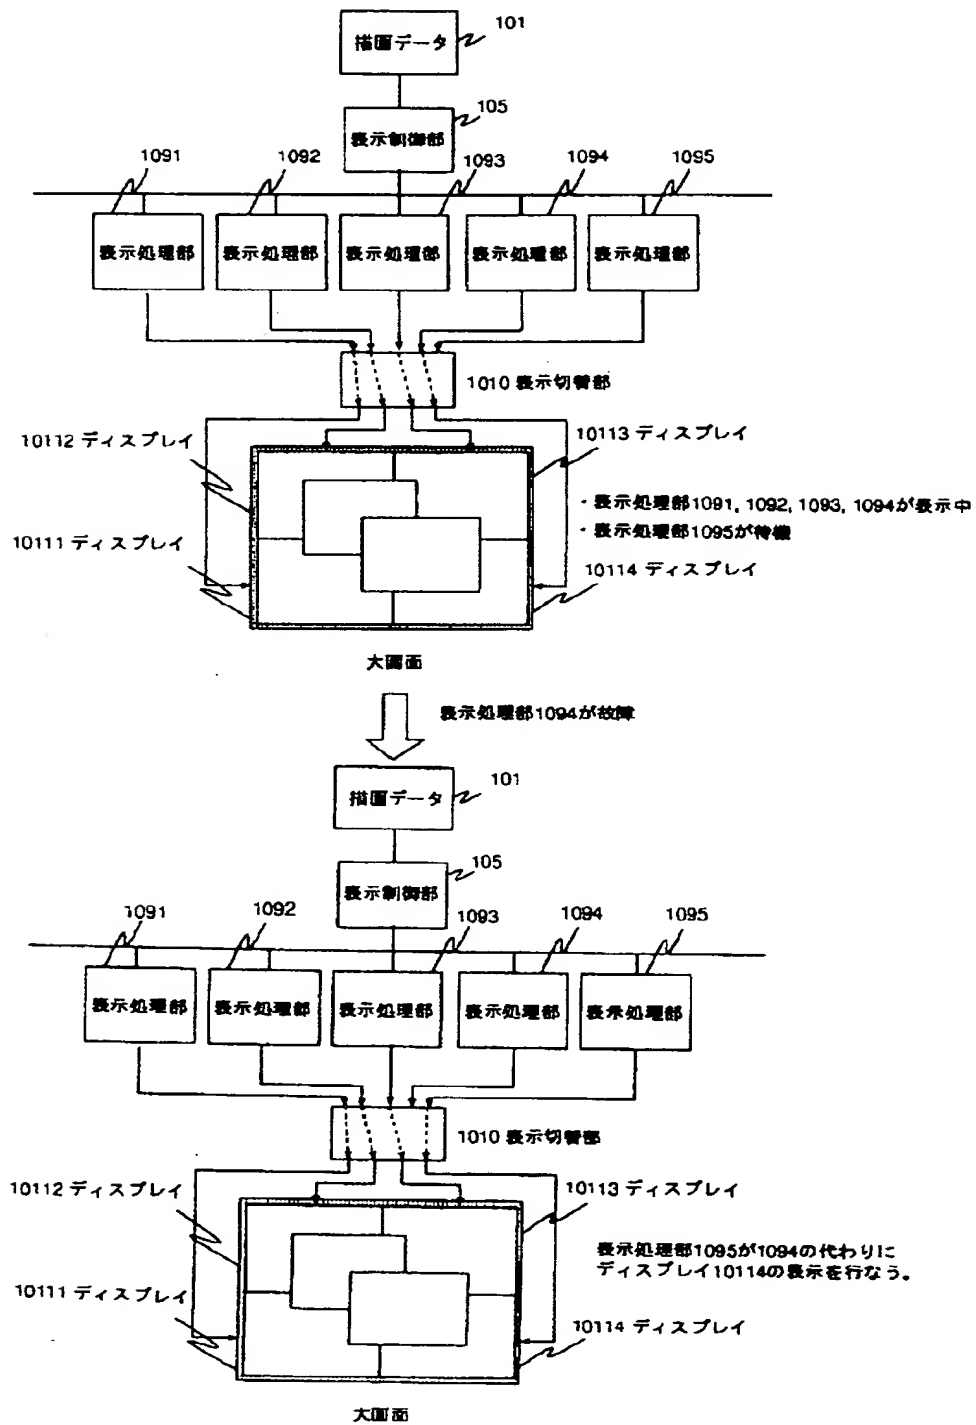 101
描画データ
105
表示制御部
1091
1092
1093
1094
1095
表示処理部
表示処理部
表示処理部
表示処理部
表示処理部
1010 表示切替部
10112 ディスプレイ
10113 ディスプレイ
・表示処理部1091, 1092, 1093, 1094が表示中
・表示処理部1095が待機
10111 ディスプレイ
10114 ディスプレイ
大画面
表示処理部1094が故障
101
描画データ
105
表示制御部
1091
1092
1093
1094
1095
表示処理部
表示処理部
表示処理部
表示処理部
表示処理部
1010 表示切替部
10112 ディスプレイ
10113 ディスプレイ
表示処理部1095が1094の代わりに
ディスプレイ10114の表示を行なう。
10111 ディスプレイ
10114 ディスプレイ
大画面